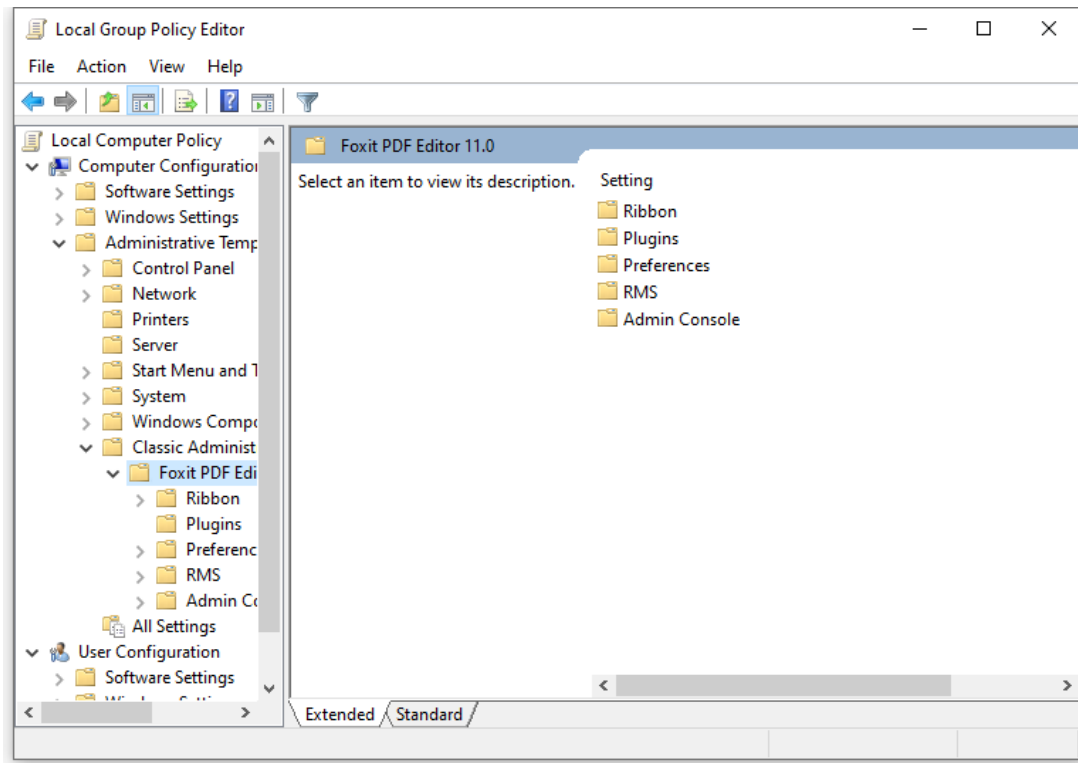 Local Group Policy Editor
File Action View Help
Local Computer Policy
Computer Configuration
Software Settings
Windows Settings
Administrative Temp
Control Panel
Network
Printers
Server
Start Menu and T
System
Windows Compo
Classic Administ
Foxit PDF Edi
Ribbon
Plugins
Preferenc
RMS
Admin Co
All Settings
User Configuration
Software Settings
Foxit PDF Editor 11.0
Select an item to view its description.
Setting
Ribbon
Plugins
Preferences
RMS
Admin Console
Extended Standard